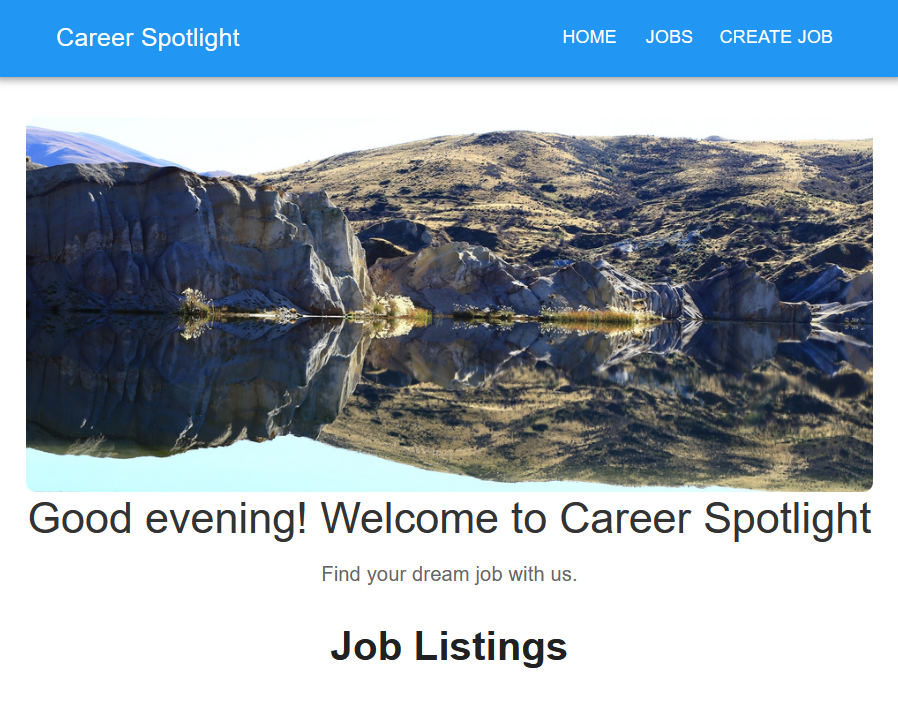 Career Spotlight
HOME JOBS CREATE JOB
Good evening! Welcome to Career Spotlight
Find your dream job with us.
Job Listings